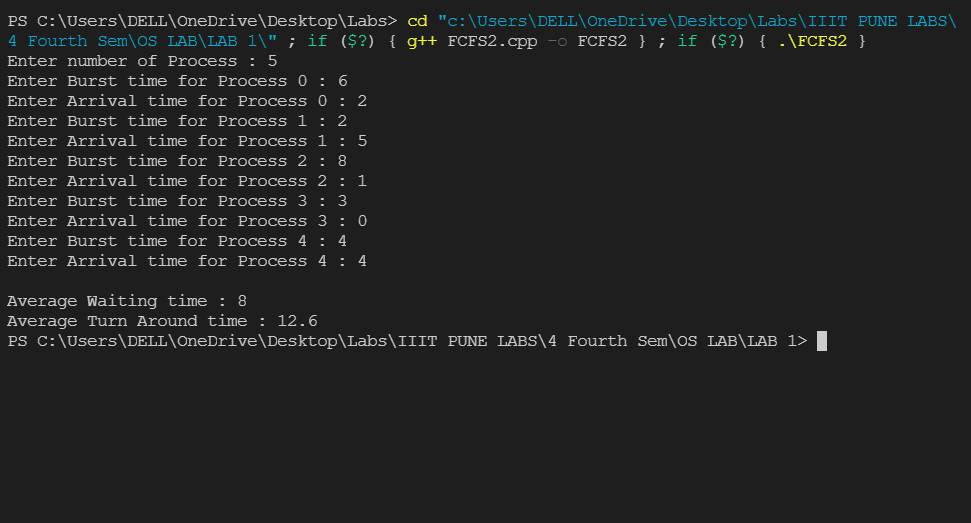 PS C:\Users\DELL\OneDrive\Desktop\Labs> cd "c:\Users\DELL\OneDrive\Desktop\Labs\IIIT PUNE LABS\
4 Fourth Sem\OS LAB\LAB 1\" ; if ($?) { g++ FCFS2.cpp -o FCFS2 } ; if ($?) { .\FCFS2 }
Enter number of Process : 5
Enter Burst time for Process 0 : 6
Enter Arrival time for Process 0 : 2
Enter Burst time for Process 1 : 2
Enter Arrival time for Process 1 : 5
Enter Burst time for Process 2 : 8
Enter Arrival time for Process 2 : 1
Enter Burst time for Process 3 : 3
Enter Arrival time for Process 3 : 0
Enter Burst time for Process 4 : 4
Enter Arrival time for Process 4 : 4
Average Waiting time : 8
Average Turn Around time : 12.6
PS C:\Users\DELL\OneDrive\Desktop\Labs\IIIT PUNE LABS\4 Fourth Sem\OS LAB\LAB 1>